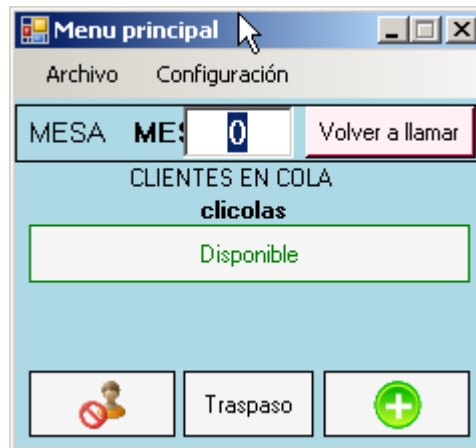 Menu principal
Archivo Configuración
MESA MES 0 Volver a llamar
CLIENTES EN COLA
clicolas
Disponible
Traspaso